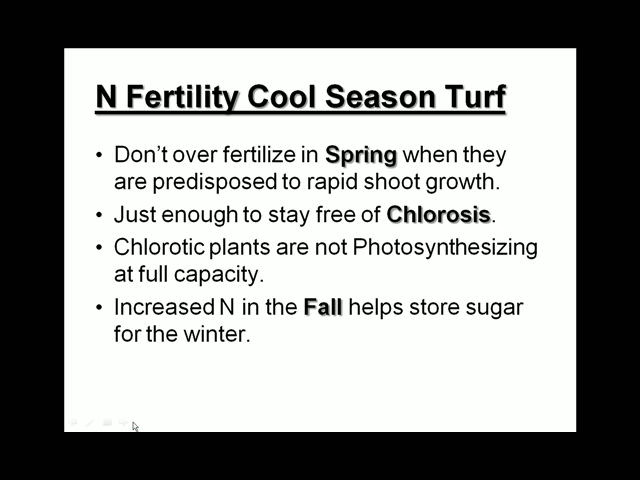 N Fertility Cool Season Turf
• Don't over fertilize in Spring when they
are predisposed to rapid shoot growth.
• Just enough to stay free of Chlorosis.
• Chlorotic plants are not Photosynthesizing
at full capacity.
• Increased N in the Fall helps store sugar
for the winter.